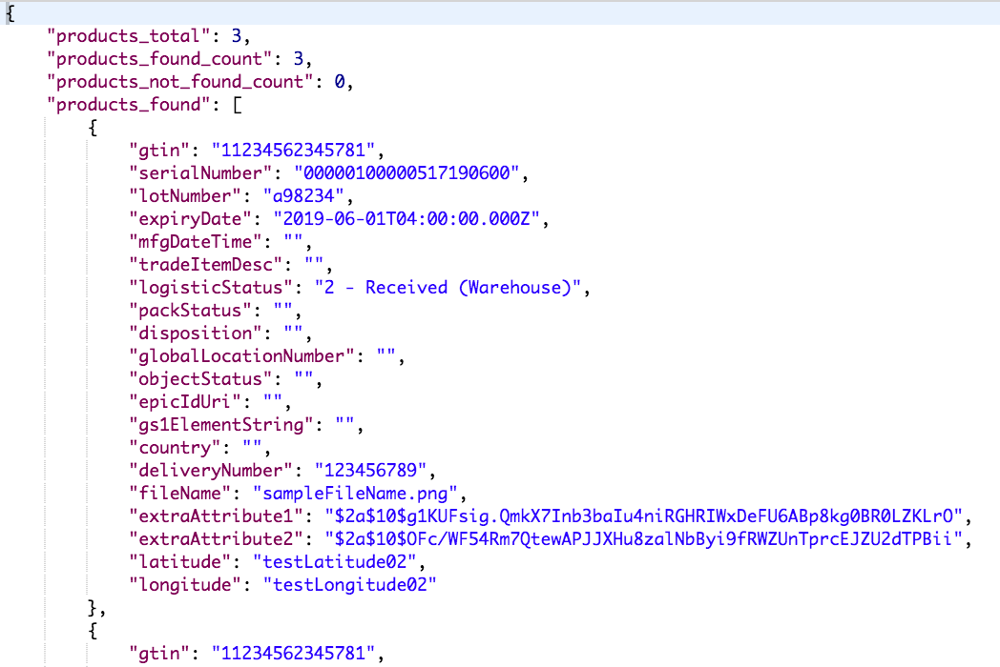 {
"products_total": 3,
"products_found_count": 3,
"products_not_found_count": 0,
"products_found": [
{
"gtin": "11234562345781",
"serialNumber": "00000100000517190600",
"lotNumber": "a98234",
"expiryDate": "2019-06-01T04:00:00.000Z",
"mfgDateTime": "",
"tradeItemDesc": "",
"logisticStatus": "2 - Received (Warehouse)",
"packStatus": "",
"disposition": "",
"globalLocationNumber": "",
"objectStatus": "",
"epicIdUri": "",
"gs1ElementString": "",
"country": "",
"deliveryNumber": "123456789",
"fileName": "sampleFileName.png",
"extraAttribute1": "$2a$10$g1KUFsig.QmkX7Inb3baIu4niRGHRIWxDeFU6ABp8kg0BR0LZKLrO",
"extraAttribute2": "$2a$10$OFc/WF54Rm7QtewAPJJXHu8zalNbByi9fRWZUnTprcEJZU2dTPBii",
"latitude": "testLatitude02",
"longitude": "testLongitude02"
},
{
"gtin": "11234562345781",